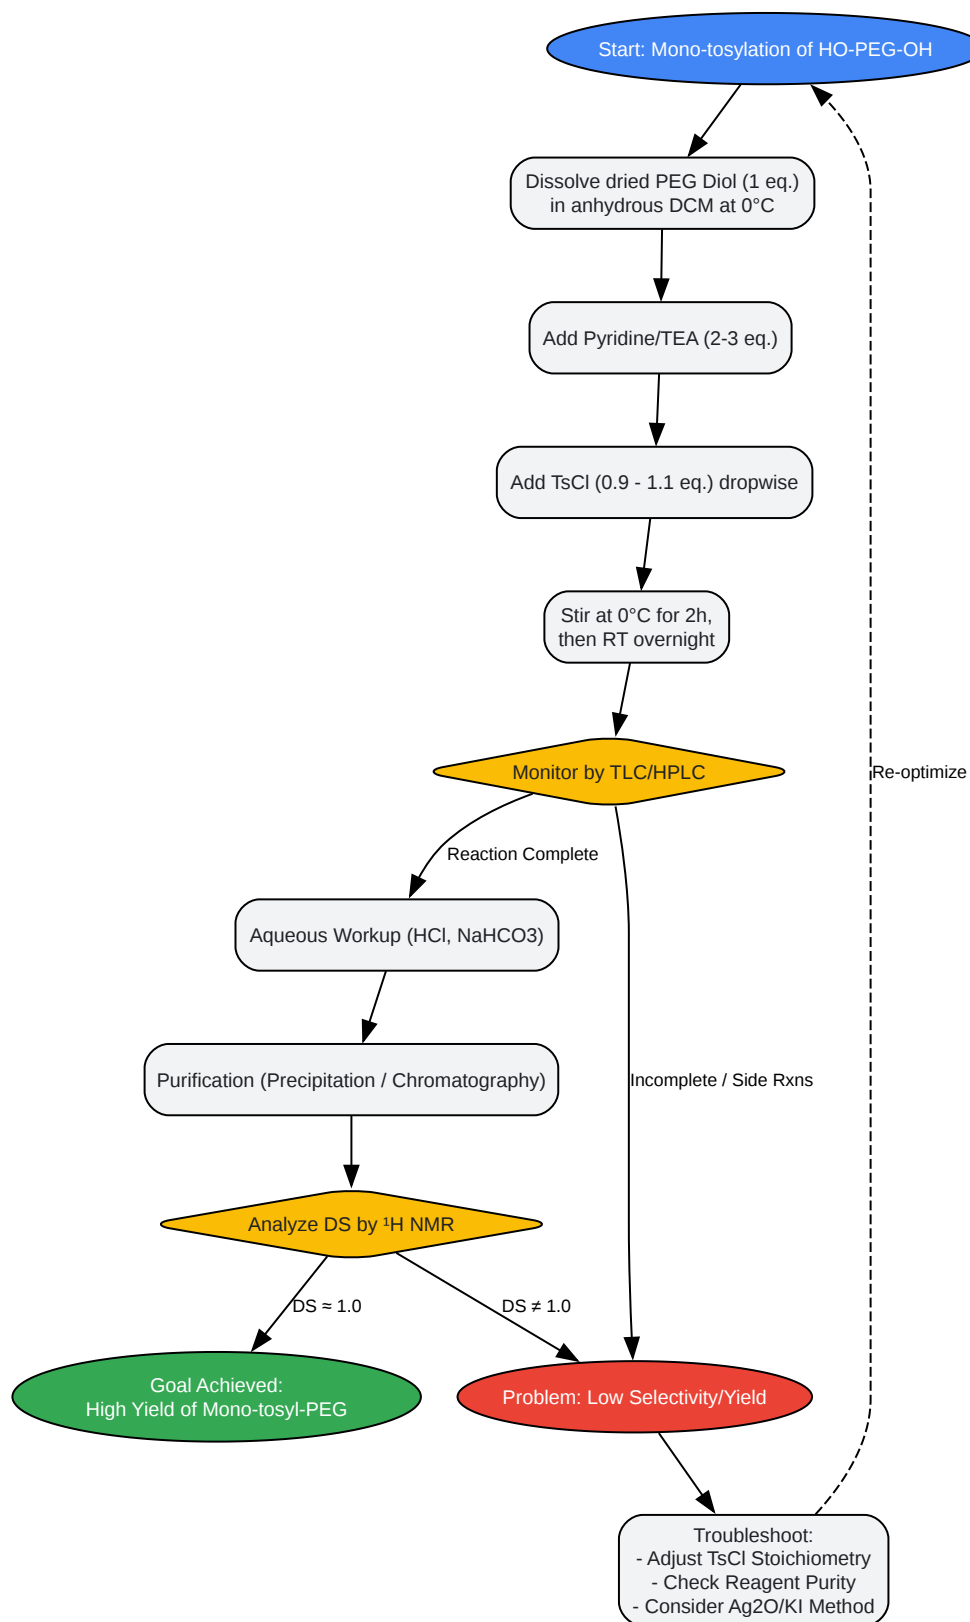 Start: Mono-tosylation of HO-PEG-OH
Dissolve dried PEG Diol (1 eq.)
in anhydrous DCM at 0°C
Add Pyridine/TEA (2-3 eq.)
Add TsCl (0.9 - 1.1 eq.) dropwise
Stir at 0°C for 2h,
then RT overnight
Monitor by TLC/HPLC
Re-optimize
Reaction Complete
Aqueous Workup (HCl, NaHCO3)
Purification (Precipitation / Chromatography)
Incomplete / Side Rxns
Analyze DS by ¹H NMR
DS ≈ 1.0
DS ≠ 1.0
Goal Achieved:
High Yield of Mono-tosyl-PEG
Problem: Low Selectivity/Yield
Troubleshoot:
- Adjust TsCl Stoichiometry
- Check Reagent Purity
- Consider Ag2O/KI Method